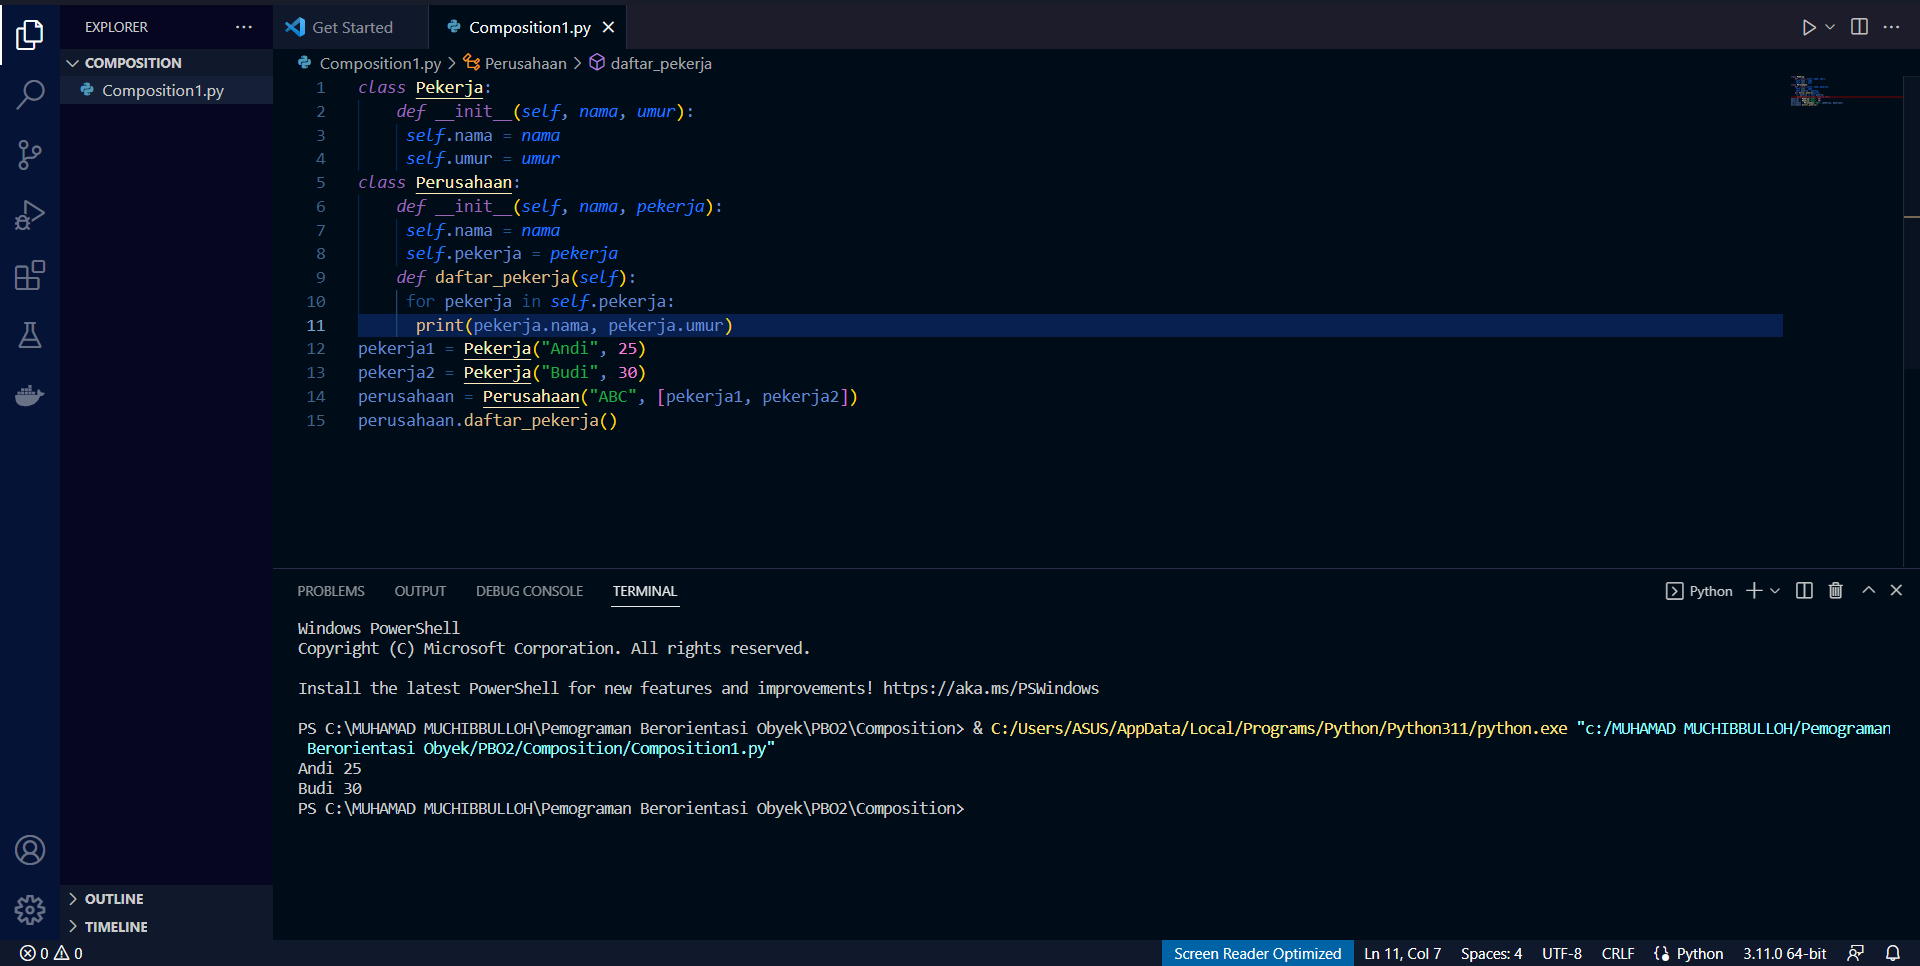 EXPLORER ···
Get Started
Composition1.py
COMPOSITION
Composition1.py
Composition1.py > Perusahaan > daftar_pekerja
1 class Pekerja:
2     def __init__(self, nama, umur):
3      self.nama = nama
4      self.umur = umur
5 class Perusahaan:
6     def __init__(self, nama, pekerja):
7      self.nama = nama
8      self.pekerja = pekerja
9     def daftar_pekerja(self):
10      for pekerja in self.pekerja:
11       print(pekerja.nama, pekerja.umur)
12 pekerja1 = Pekerja("Andi", 25)
13 pekerja2 = Pekerja("Budi", 30)
14 perusahaan = Perusahaan("ABC", [pekerja1, pekerja2])
15 perusahaan.daftar_pekerja()
PROBLEMS OUTPUT DEBUG CONSOLE TERMINAL
Python
Windows PowerShell
Copyright (C) Microsoft Corporation. All rights reserved.
Install the latest PowerShell for new features and improvements! https://aka.ms/PSWindows
PS C:\MUHAMAD MUCHIBBULLOH\Pemograman Berorientasi Obyek\PBO2\Composition> & C:/Users/ASUS/AppData/Local/Programs/Python/Python311/python.exe "c:/MUHAMAD MUCHIBBULLOH/Pemograman
 Berorientasi Obyek/PBO2/Composition/Composition1.py"
Andi 25
Budi 30
PS C:\MUHAMAD MUCHIBBULLOH\Pemograman Berorientasi Obyek\PBO2\Composition>
OUTLINE
TIMELINE
0 0
Screen Reader Optimized Ln 11, Col 7 Spaces: 4 UTF-8 CRLF Python 3.11.0 64-bit